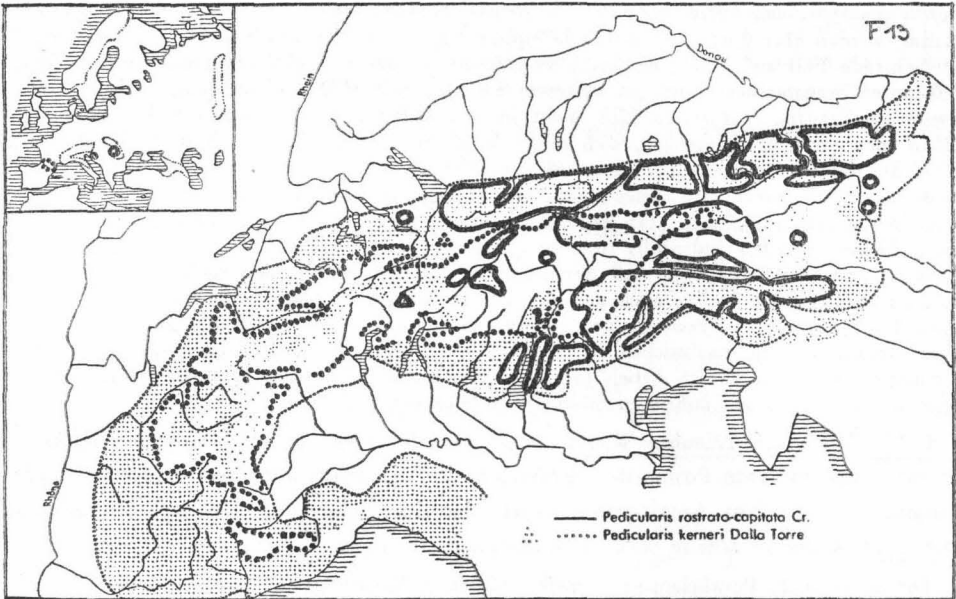 F 13
Rhein
Donau
Rhône
Pedicularis rostrato-capitata Cr.
Pedicularis kerneri Dalla Torre